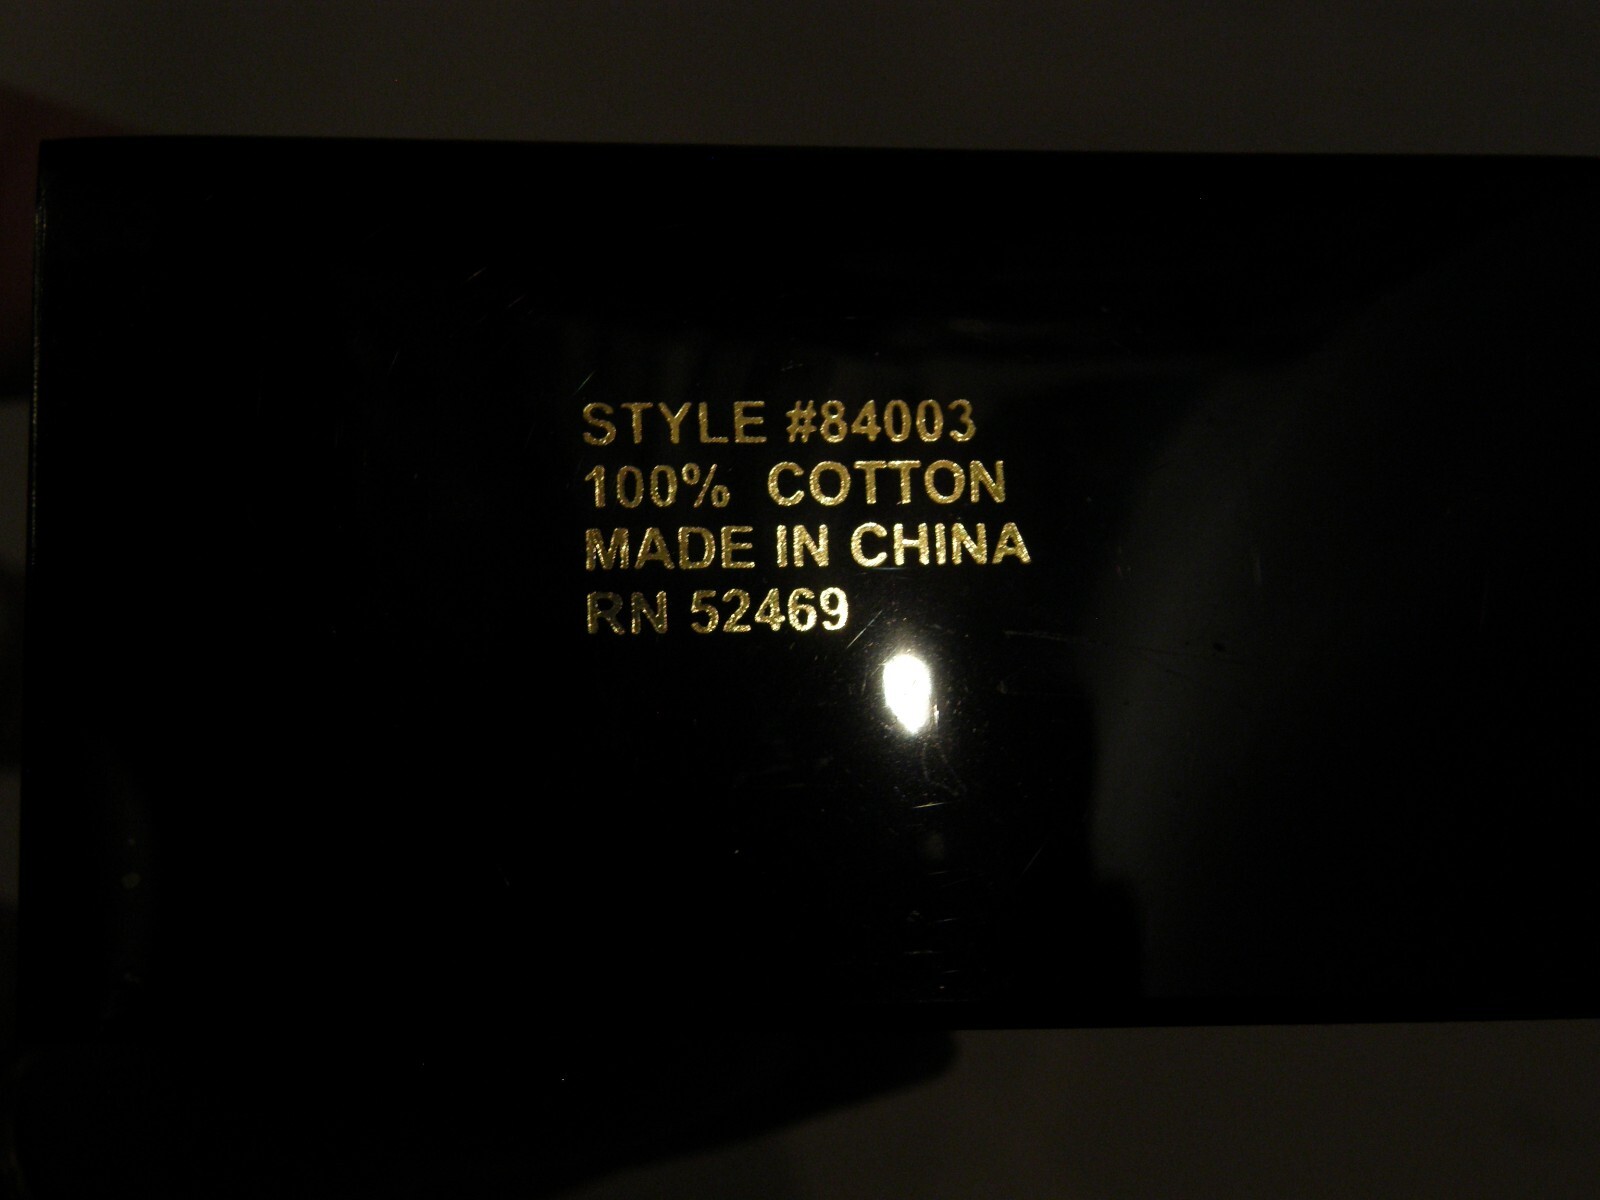 STYLE #84003
100% COTTON
MADE IN CHINA
RN 52469